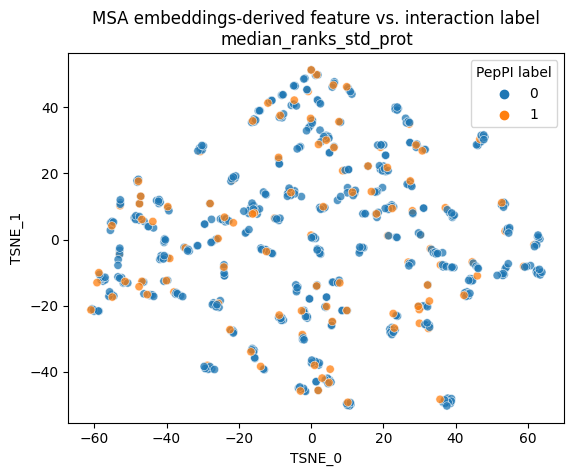 MSA embeddings-derived feature vs. interaction label
median_ranks_std_prot
PepPI label
0
1
TSNE_1
40
20
0
−20
−40
−60
−40
−20
0
20
40
60
TSNE_0